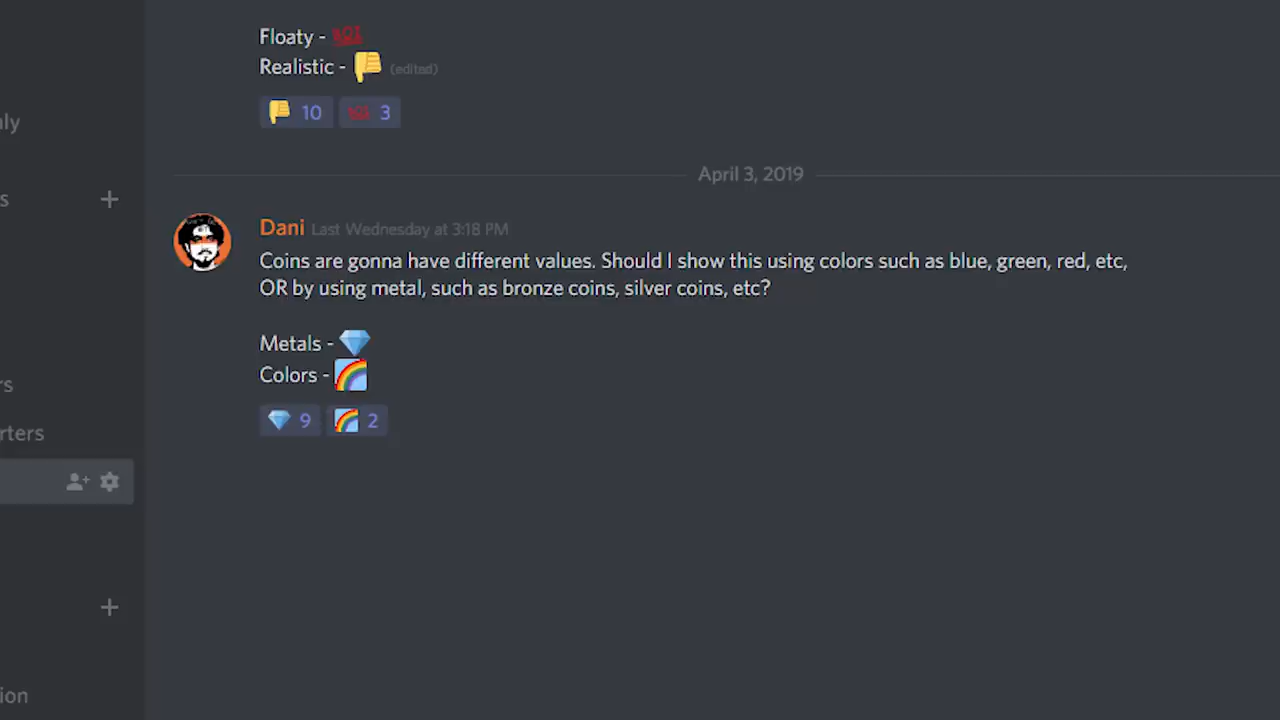 Floaty -
Realistic - (edited)
10 3
April 3, 2019
Dani Last Wednesday at 3:18 PM
Coins are gonna have different values. Should I show this using colors such as blue, green, red, etc,
OR by using metal, such as bronze coins, silver coins, etc?
Metals -
Colors -
9 2